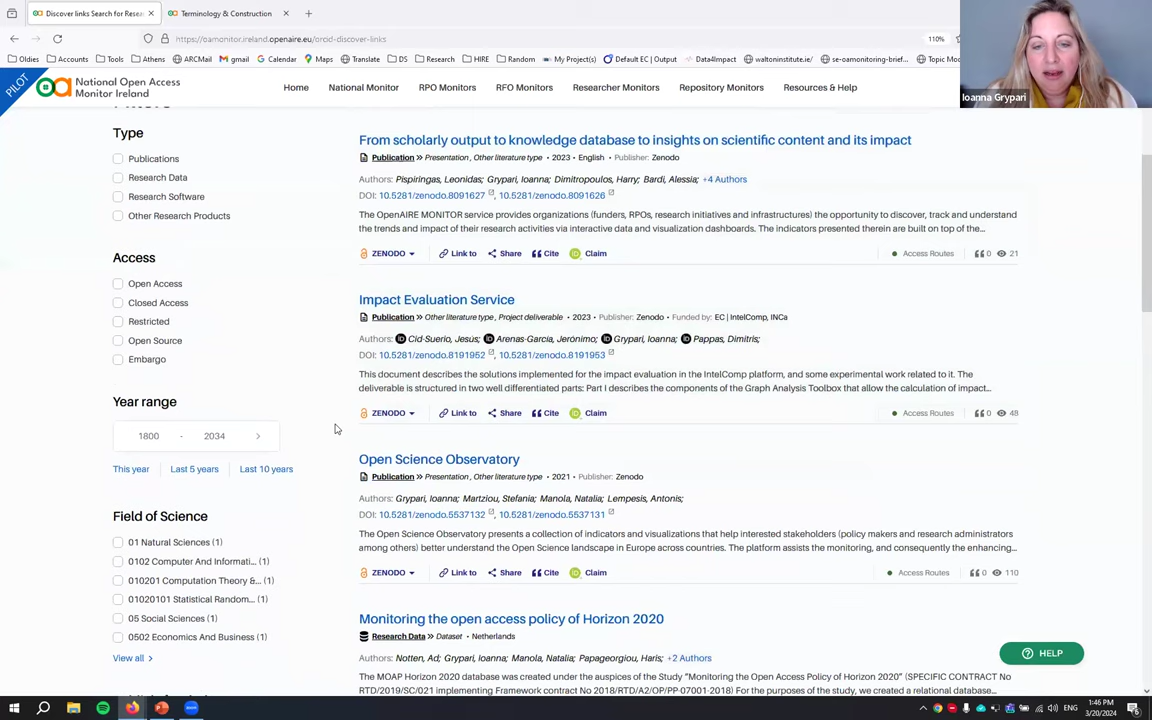 Discover links Search for Resea
Terminology & Construction
https://oamonitor.ireland.openaire.eu/orcid-discover-links
110%
Oldies
Accounts
Tools
Athens
ARCMail
gmail
Calendar
Maps
Translate
DS
Research
HIRE
Random
My Project(s)
Default EC | Output
Data4Impact
waltoninstitute.ie/
se-oamonitoring-brief...
Topic Mod
PILOT
National Open Access
Monitor Ireland
Home
National Monitor
RPO Monitors
RFO Monitors
Researcher Monitors
Repository Monitors
Resources & Help
Ioanna Grypari
Type
Publications
Research Data
Research Software
Other Research Products
Access
Open Access
Closed Access
Restricted
Open Source
Embargo
Year range
1800 - 2034
This year
Last 5 years
Last 10 years
Field of Science
01 Natural Sciences (1)
0102 Computer And Informati... (1)
010201 Computation Theory &... (1)
01020101 Statistical Random... (1)
05 Social Sciences (1)
0502 Economics And Business (1)
View all
From scholarly output to knowledge database to insights on scientific content and its impact
Publication » Presentation , Other literature type • 2023 • English • Publisher: Zenodo
Authors: Pispiringas, Leonidas; Grypari, Ioanna; Dimitropoulos, Harry; Bardi, Alessia; +4 Authors
DOI: 10.5281/zenodo.8091627 , 10.5281/zenodo.8091626
The OpenAIRE MONITOR service provides organizations (funders, RPOs, research initiatives and infrastructures) the opportunity to discover, track and understand
the trends and impact of their research activities via interactive data and visualization dashboards. The indicators presented therein are built on top of the...
ZENODO Link to Share Cite Claim • Access Routes 0 21
Impact Evaluation Service
Publication » Other literature type , Project deliverable • 2023 • Publisher: Zenodo • Funded by: EC | IntelComp, INCa
Authors: Cid-Sueiro, Jesús; Arenas-García, Jerónimo; Grypari, Ioanna; Pappas, Dimitris;
DOI: 10.5281/zenodo.8191952 , 10.5281/zenodo.8191953
This document describes the solutions implemented for the impact evaluation in the IntelComp platform, and some experimental work related to it. The
deliverable is structured in two well differentiated parts: Part I describes the components of the Graph Analysis Toolbox that allow the calculation of impact...
ZENODO Link to Share Cite Claim • Access Routes 0 48
Open Science Observatory
Publication » Presentation , Other literature type • 2021 • Publisher: Zenodo
Authors: Grypari, Ioanna; Martziou, Stefania; Manola, Natalia; Lempesis, Antonis;
DOI: 10.5281/zenodo.5537132 , 10.5281/zenodo.5537131
The Open Science Observatory presents a collection of indicators and visualizations that help interested stakeholders (policy makers and research administrators
among others) better understand the Open Science landscape in Europe across countries. The platform assists the monitoring, and consequently the enhancing...
ZENODO Link to Share Cite Claim • Access Routes 0 110
Monitoring the open access policy of Horizon 2020
Research Data » Dataset • Netherlands
Authors: Notten, Ad; Grypari, Ioanna; Manola, Natalia; Papageorgiou, Haris; +2 Authors
The MOAP Horizon 2020 database was created under the auspices of the Study "Monitoring the Open Access Policy of Horizon 2020" (SPECIFIC CONTRACT No
RTD/2019/SC/021 implementing Framework contract No 2018/RTD/A2/OP/PP-07001-2018) For the purposes of the study, we created a relational database...
HELP
ENG
1:46 PM
3/20/2024